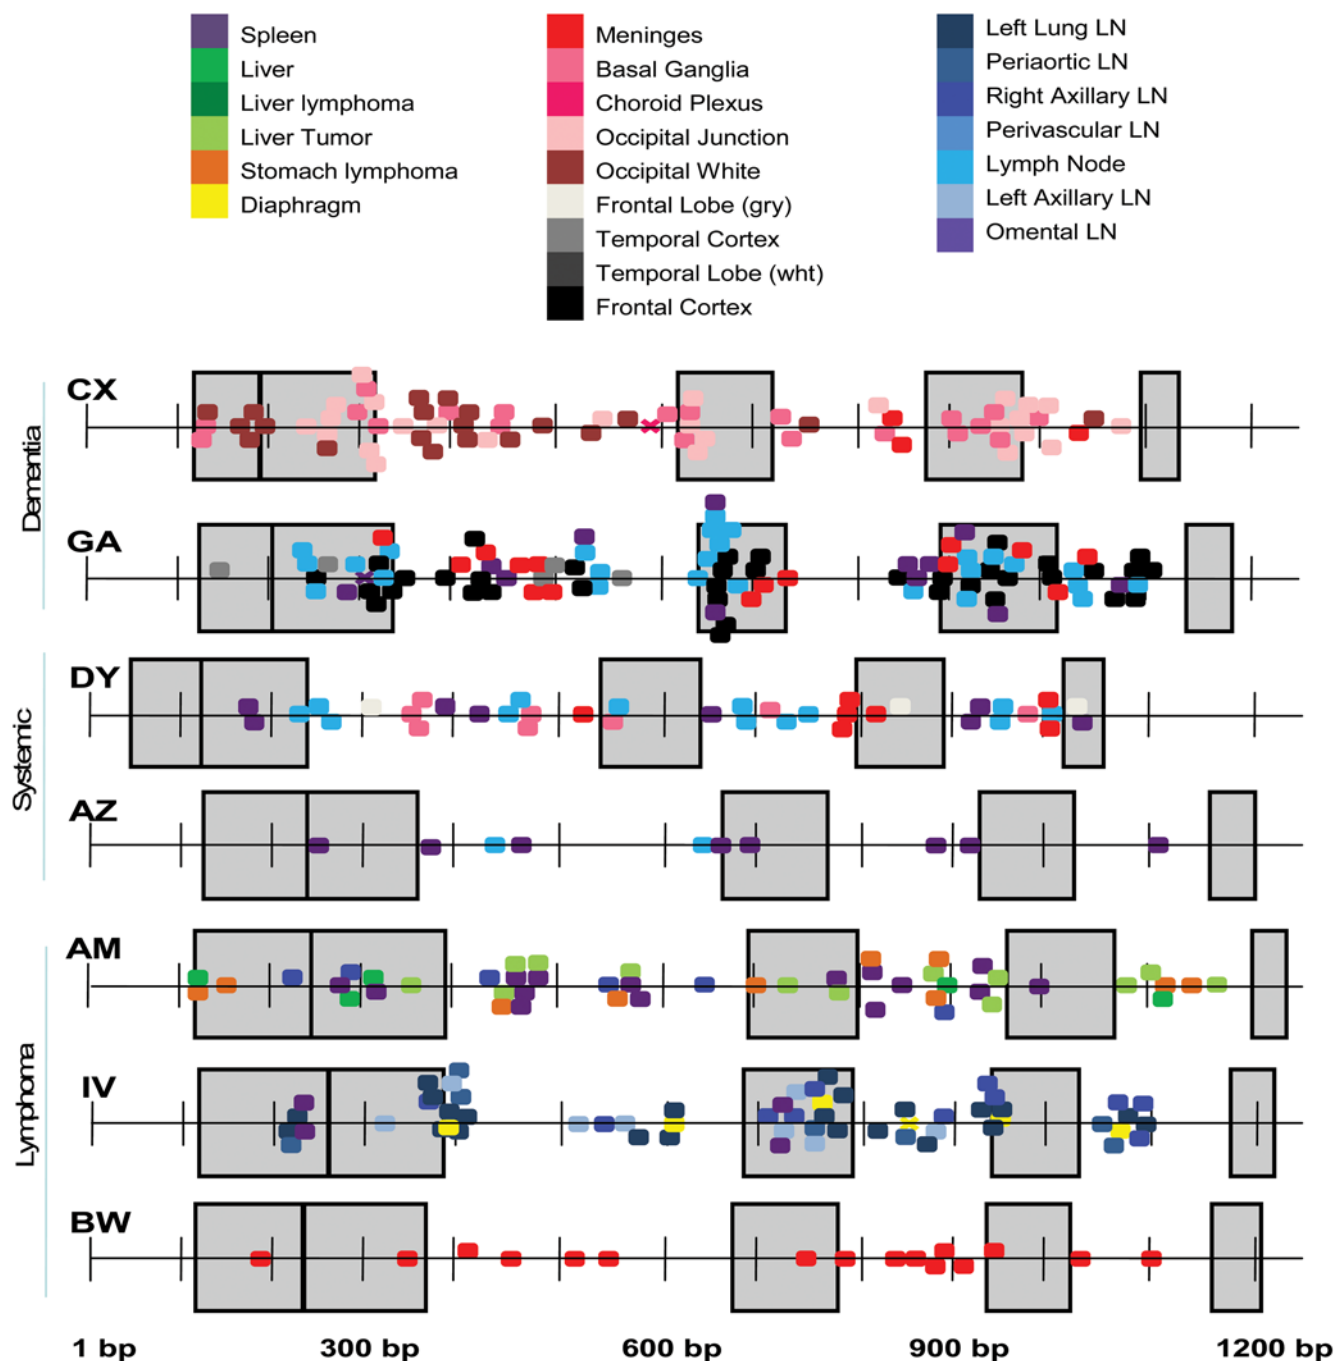 Spleen
Liver
Liver lymphoma
Liver Tumor
Stomach lymphoma
Diaphragm
Meninges
Basal Ganglia
Choroid Plexus
Occipital Junction
Occipital White
Frontal Lobe (gry)
Temporal Cortex
Temporal Lobe (wht)
Frontal Cortex
Left Lung LN
Periaortic LN
Right Axillary LN
Perivascular LN
Lymph Node
Left Axillary LN
Omental LN
Dementia
CX
GA
Systemic
DY
AZ
Lymphoma
AM
IV
BW
1 bp 300 bp 600 bp 900 bp 1200 bp